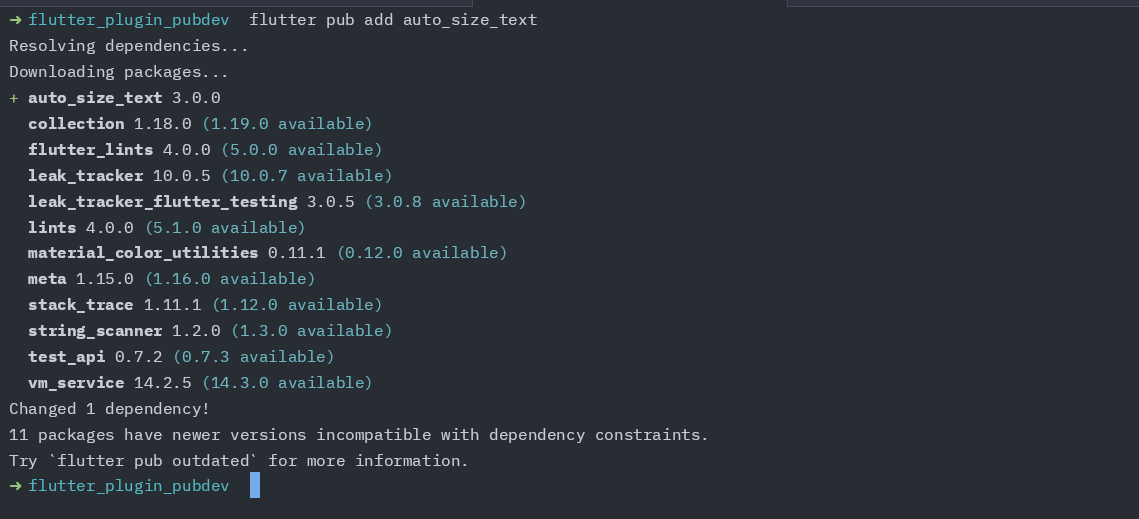 ➜ flutter_plugin_pubdev  flutter pub add auto_size_text
Resolving dependencies...
Downloading packages...
+ auto_size_text 3.0.0
  collection 1.18.0 (1.19.0 available)
  flutter_lints 4.0.0 (5.0.0 available)
  leak_tracker 10.0.5 (10.0.7 available)
  leak_tracker_flutter_testing 3.0.5 (3.0.8 available)
  lints 4.0.0 (5.1.0 available)
  material_color_utilities 0.11.1 (0.12.0 available)
  meta 1.15.0 (1.16.0 available)
  stack_trace 1.11.1 (1.12.0 available)
  string_scanner 1.2.0 (1.3.0 available)
  test_api 0.7.2 (0.7.3 available)
  vm_service 14.2.5 (14.3.0 available)
Changed 1 dependency!
11 packages have newer versions incompatible with dependency constraints.
Try `flutter pub outdated` for more information.
➜ flutter_plugin_pubdev